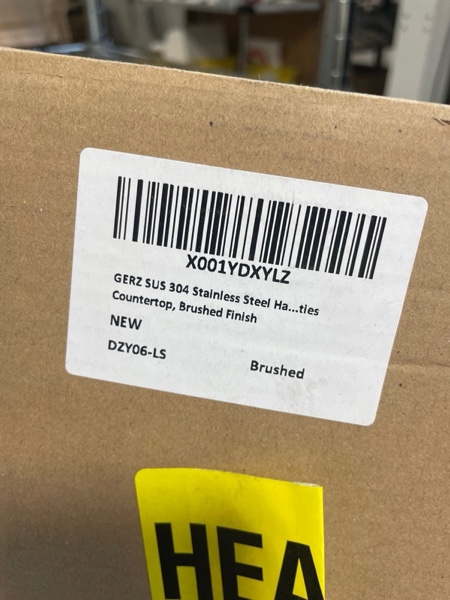 X001YDXYLZ
GERZ SUS 304 Stainless Steel Ha...ties
Countertop, Brushed Finish
NEW
DZY06-LS Brushed
HEA